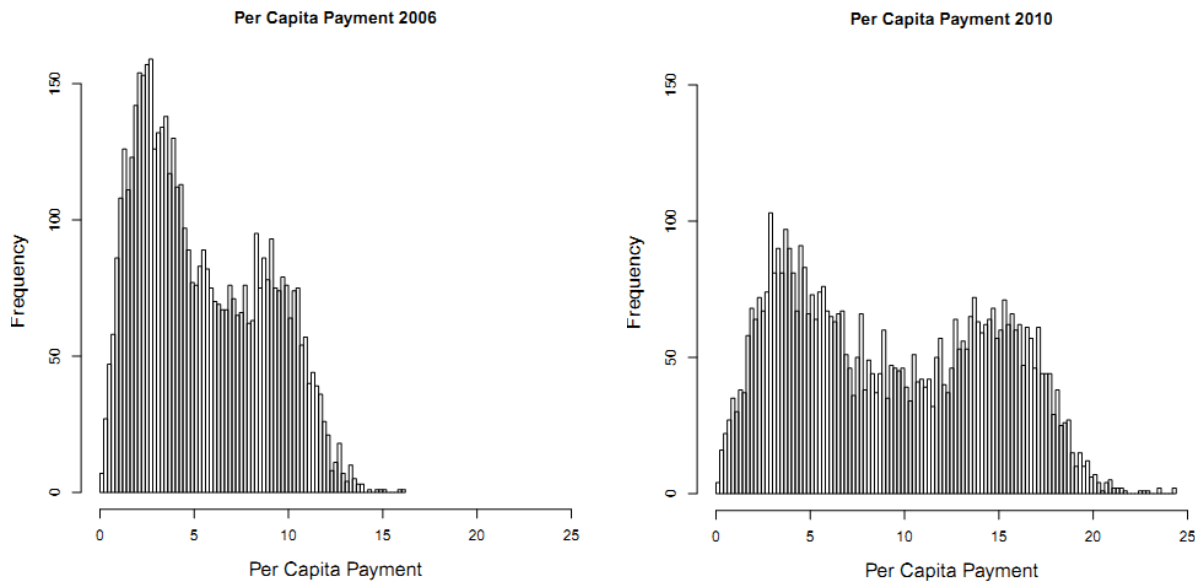 Per Capita Payment 2006
150
100
50
0
Frequency
0 5 10 15 20 25
Per Capita Payment
Per Capita Payment 2010
150
100
50
0
Frequency
0 5 10 15 20 25
Per Capita Payment